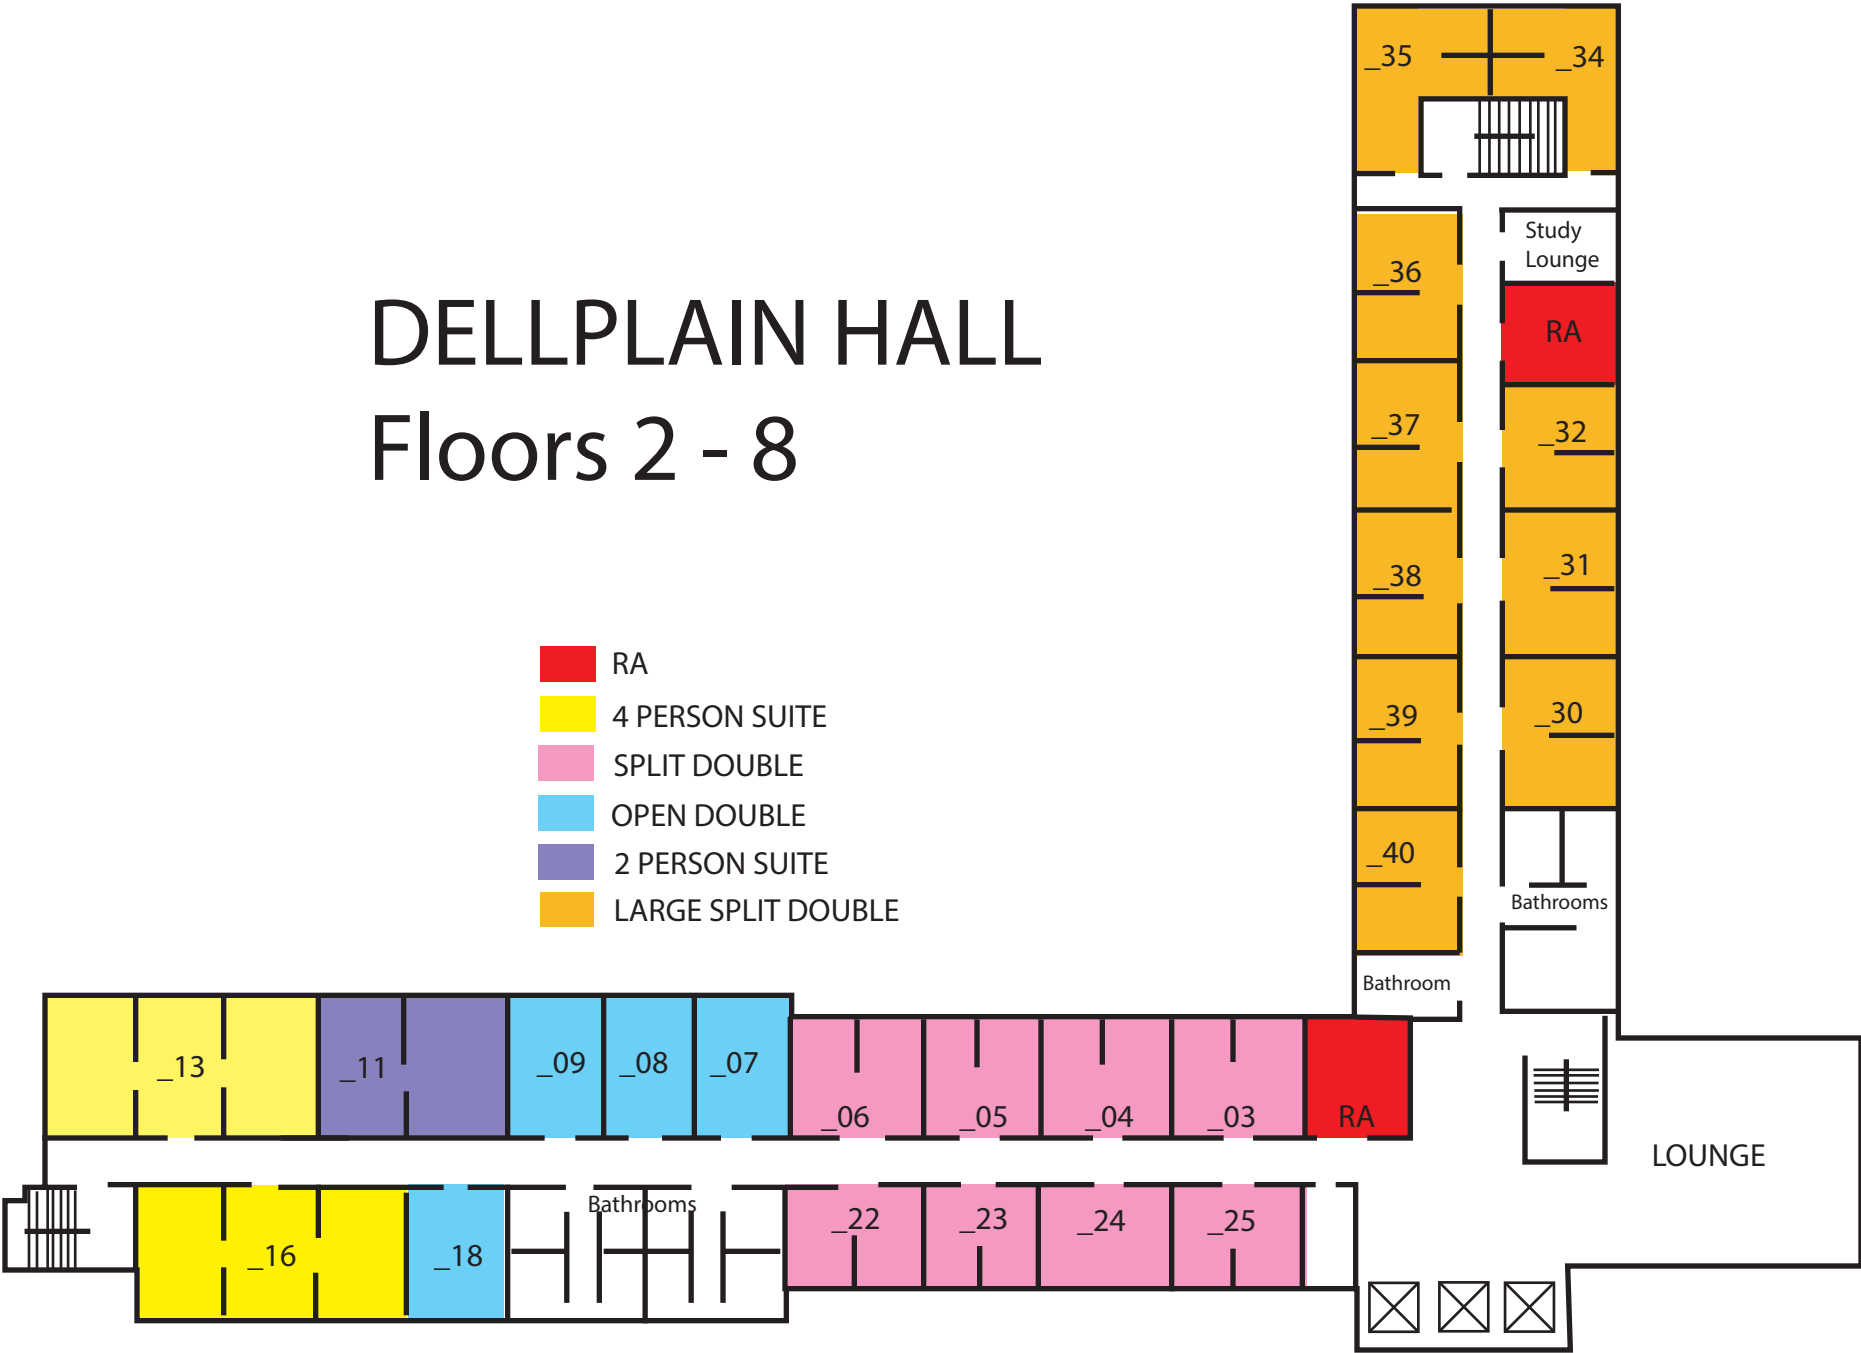 _35
_34
Study
Lounge
_36
DELLPLAIN HALL
RA
_37
_32
Floors 2 - 8
_31
_38
RA
4 PERSON SUITE
_39
_30
SPLIT DOUBLE
OPEN DOUBLE
2 PERSON SUITE
_40
LARGE SPLIT DOUBLE
Bathrooms
Bathroom
_13
_11
_09
_08
_07
_06
_05
_04
_03
RA
LOUNGE
Bathrooms
_16
_18
_22
_23
_24
_25